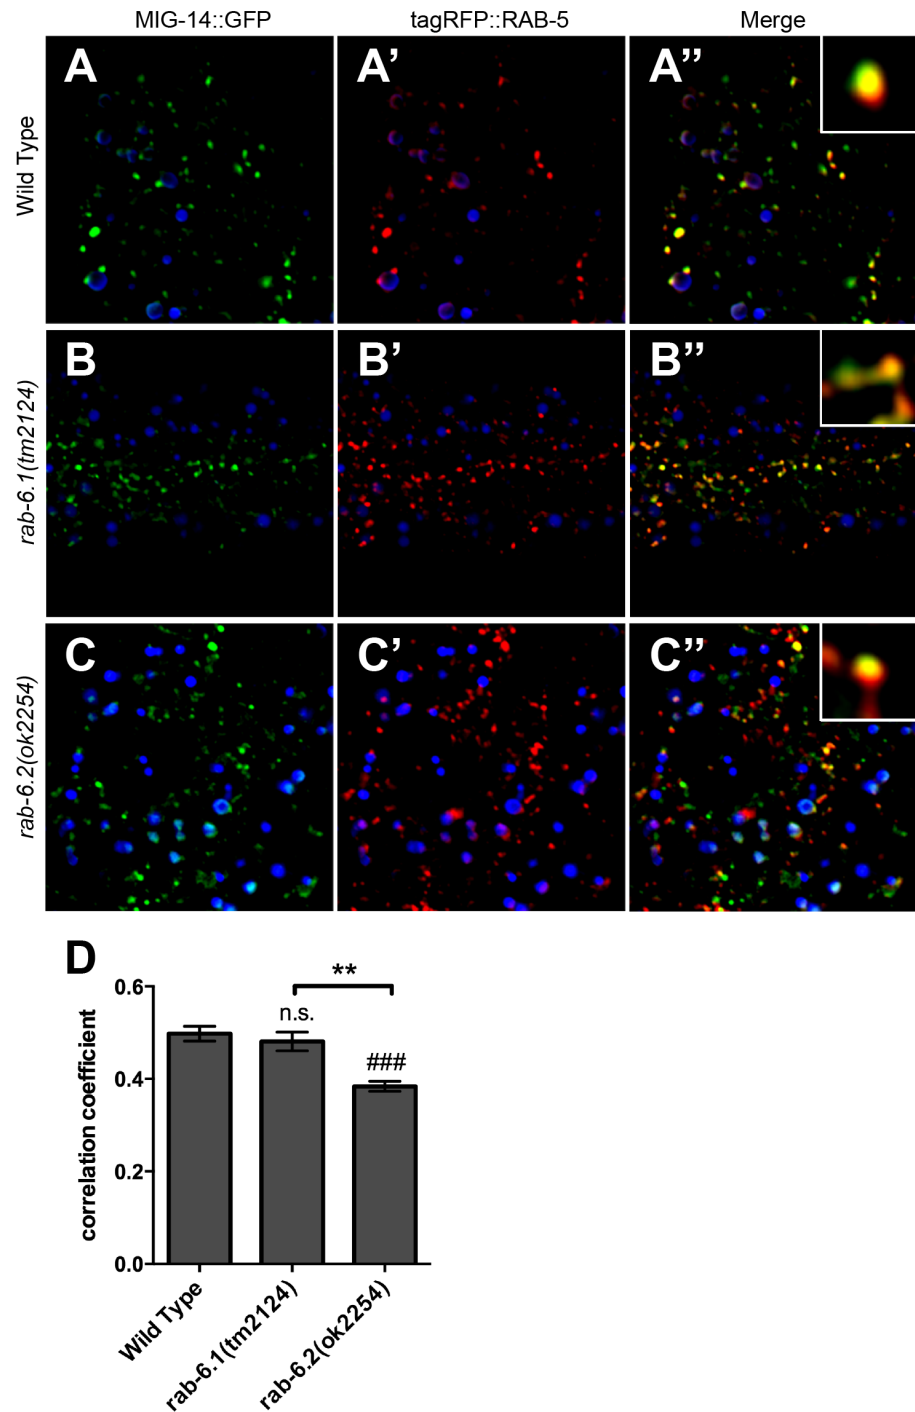 MIG-14::GFP tagRFP::RAB-5 Merge
Wild Type
A A’ A’’
rab-6.1(tm2124)
B B’ B’’
rab-6.2(ok2254)
C C’ C’’
D
correlation coefficient
0.6
0.4
0.2
0.0
**
n.s.
###
Wild Type
rab-6.1(tm2124)
rab-6.2(ok2254)